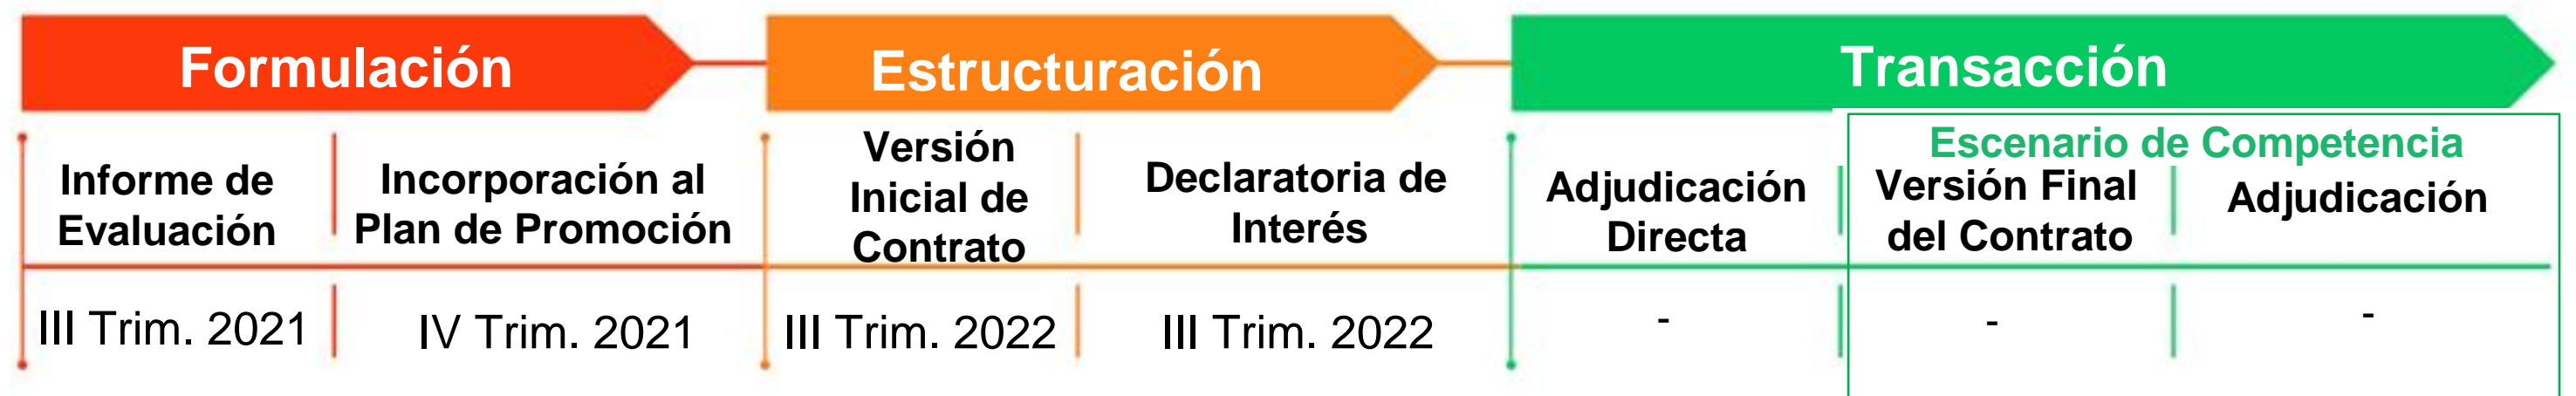 Formulación
Estructuración
Transacción
Escenario de Competencia
Informe de
Evaluación
Incorporación al
Plan de Promoción
Versión
Inicial de
Contrato
Declaratoria de
Interés
Adjudicación
Directa
Versión Final
del Contrato
Adjudicación
III Trim. 2021
IV Trim. 2021
III Trim. 2022
III Trim. 2022
-
-
-